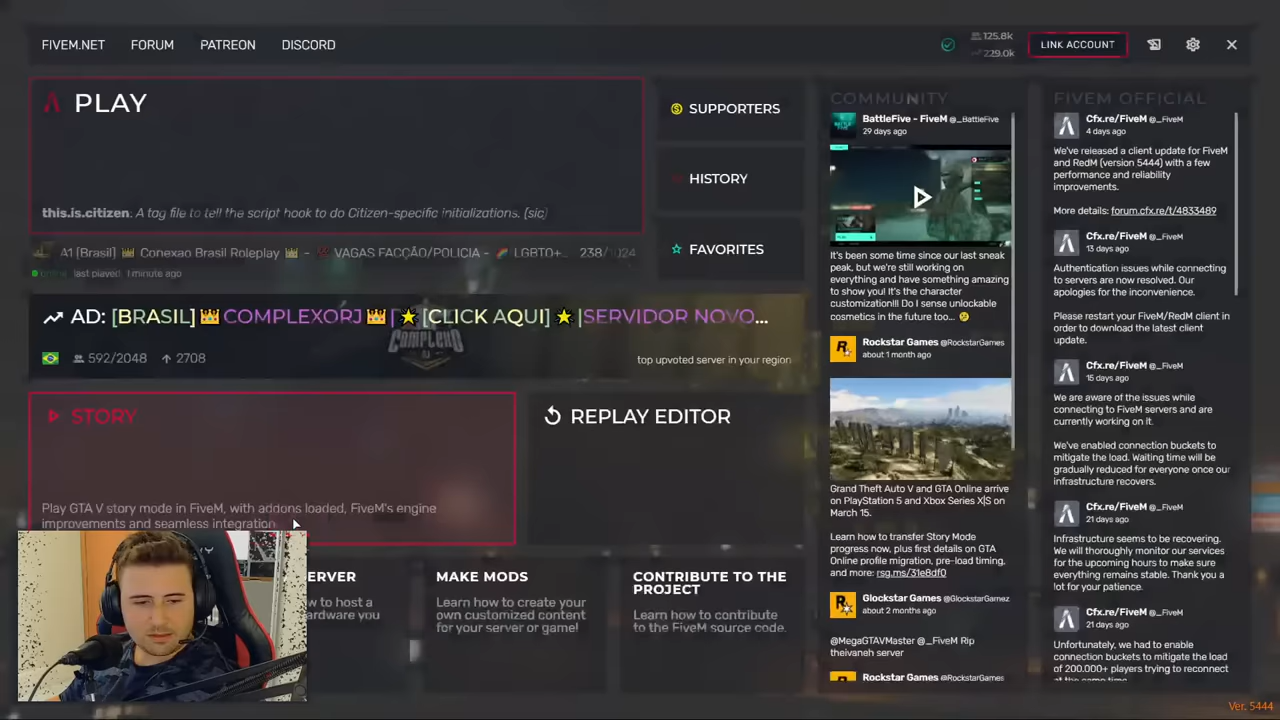 FIVEM.NET FORUM PATREON DISCORD
125.8k
229.0k
LINK ACCOUNT
PLAY
this.is.citizen. A tag file to tell the script hook to do Citizen-specific initializations. (sic)
A1 [Brasil] 👑 Conexao Brasil Roleplay 👑 - VAGAS FACÇÃO/POLICIA - 🌈 LGBTQ+... 238/1024
last played: 1 minute ago
SUPPORTERS
HISTORY
FAVORITES
AD: [BRASIL] 👑 COMPLEXORJ 👑 [ 🌟 [CLICK AQUI] 🌟 |SERVIDOR NOVO...
COMPLEXO
RJ
592/2048 2708
top upvoted server in your region
STORY
Play GTA V story mode in FiveM, with addons loaded, FiveM's engine
improvements and seamless integration
REPLAY EDITOR
ERVER
w to host a
ardware you
MAKE MODS
Learn how to create your
own customized content
for your server or game!
CONTRIBUTE TO THE
PROJECT
Learn how to contribute
to the FiveM source code.
COMMUNITY
BattleFive - FiveM @_BattleFive
29 days ago
It's been some time since our last sneak
peak, but we're still working on
everything and have something amazing
to show you! It's the character
customization!!! Do I sense unlockable
cosmetics in the future too... 🤔
Rockstar Games @RockstarGames
about 1 month ago
Grand Theft Auto V and GTA Online arrive
on PlayStation 5 and Xbox Series X|S on
March 15.
Learn how to transfer Story Mode
progress now, plus first details on GTA
Online profile migration, pre-load timing,
and more: rsg.ms/31e8df0
Glockstar Games @GlockstarGamez
about 2 months ago
@MegaGTAVMaster @_FiveM Rip
theivaneh server
Rockstar Games @RockstarGames
FIVEM OFFICIAL
Cfx.re/FiveM @_FiveM
4 days ago
We've released a client update for FiveM
and RedM (version 5444) with a few
performance and reliability
improvements.
More details: forum.cfx.re/t/4833489
Cfx.re/FiveM @_FiveM
13 days ago
Authentication issues while connecting
to servers are now resolved. Our
apologies for the inconvenience.
Please restart your FiveM/RedM client in
order to download the latest client
update.
Cfx.re/FiveM @_FiveM
15 days ago
We are aware of the issues while
connecting to FiveM servers and are
currently working on it.
We've enabled connection buckets to
mitigate the load. Waiting time will be
gradually reduced for everyone once our
infrastructure recovers.
Cfx.re/FiveM @_FiveM
21 days ago
Infrastructure seems to be recovering.
We will thoroughly monitor our services
for the upcoming hours to make sure
everything remains stable. Thank you a
lot for your patience.
Cfx.re/FiveM @_FiveM
21 days ago
Unfortunately, we had to enable
connection buckets to mitigate the load
of 200.000+ players trying to reconnect
at the same time.
Ver. 5444